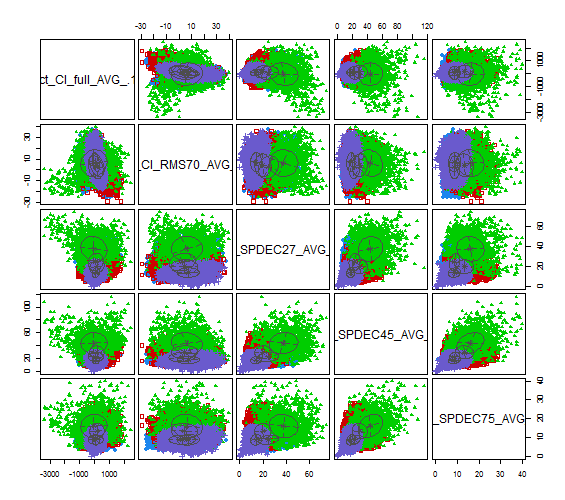 -30 -10 10 30
0 20 40 80 120
ct_CI_full_AVG_.1
-3000 -1000 0 1000
-30 -10 10 30
_CI_RMS70_AVG_
_SPDEC27_AVG_
0 20 40 60
0 20 60 100
_SPDEC45_AVG_
_SPDEC75_AVG
0 10 20 30 40
-3000 -1000 1000
0 20 40 60
0 10 20 30 40